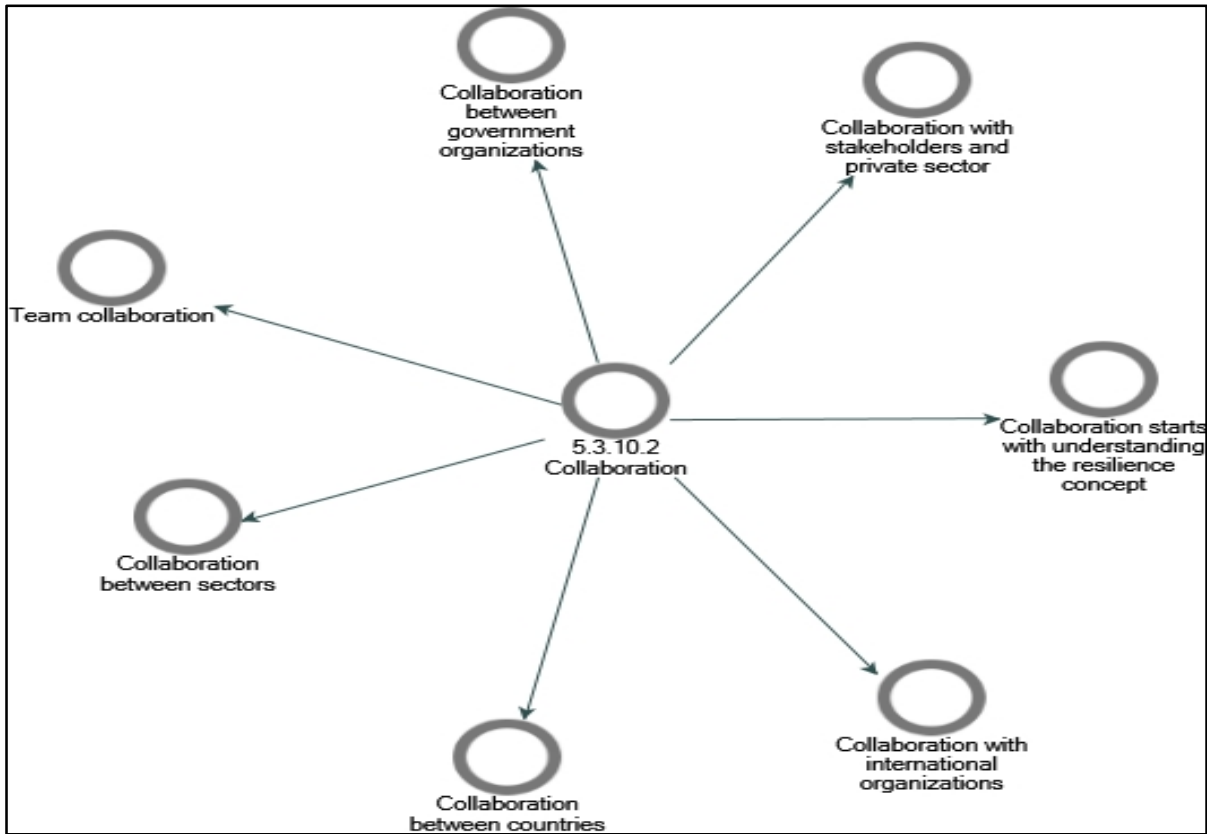 Collaboration
between
government
organizations
Collaboration with
stakeholders and
private sector
Team collaboration
5.3.10.2
Collaboration
Collaboration starts
with understanding
the resilience
concept
Collaboration
between sectors
Collaboration with
international
organizations
Collaboration
between countries